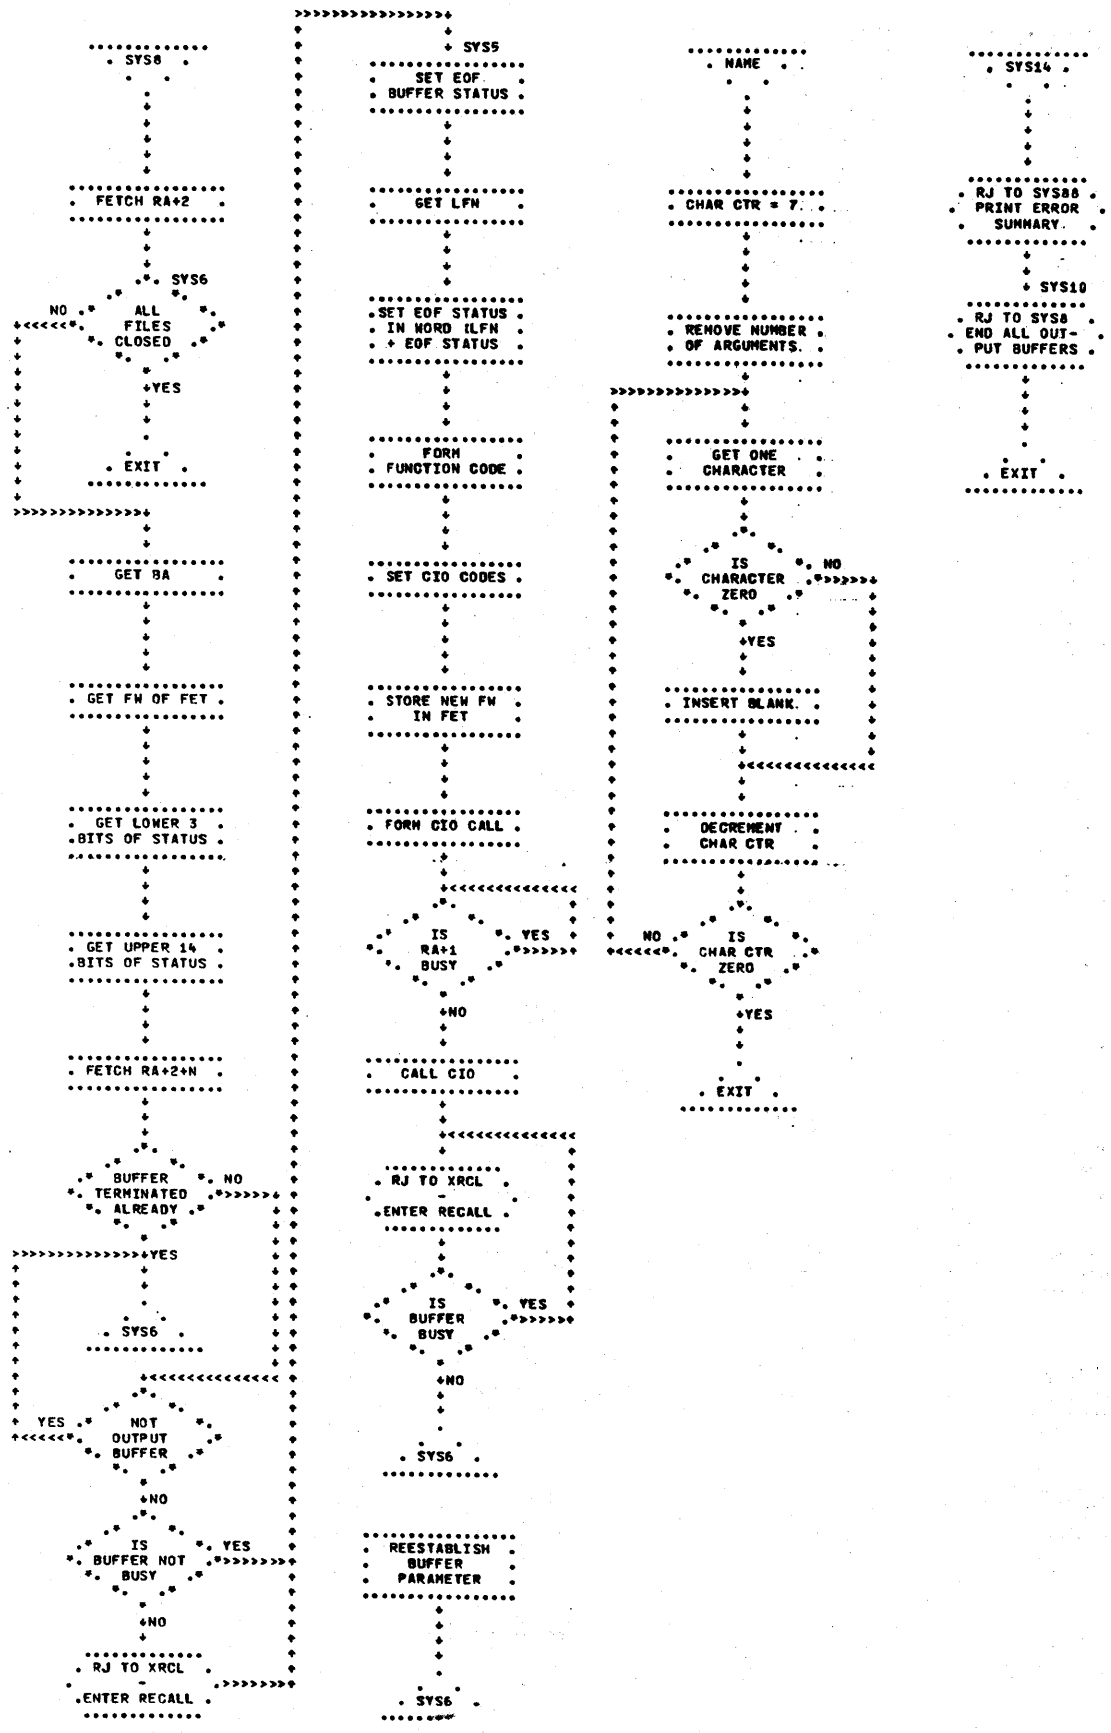 SYS8
FETCH RA+2
SYS6
NO
ALL
FILES
CLOSED
YES
EXIT
GET BA
GET FW OF FET
GET LOWER 3
BITS OF STATUS
GET UPPER 14
BITS OF STATUS
FETCH RA+2+N
BUFFER
TERMINATED
ALREADY
NO
YES
SYS6
YES
NOT
OUTPUT
BUFFER
NO
IS
BUFFER NOT
BUSY
YES
NO
RJ TO XRCL
-
ENTER RECALL
SYS5
SET EOF
BUFFER STATUS
GET LFN
SET EOF STATUS
IN WORD ILFN
+ EOF STATUS
FORM
FUNCTION CODE
SET CIO CODES
STORE NEW FW
IN FET
FORM CIO CALL
IS
RA+1
BUSY
YES
NO
CALL CIO
RJ TO XRCL
-
ENTER RECALL
IS
BUFFER
BUSY
YES
NO
SYS6
REESTABLISH
BUFFER
PARAMETER
SYS6
NAME
CHAR CTR = 7.
REMOVE NUMBER
OF ARGUMENTS.
GET ONE
CHARACTER
IS
CHARACTER
ZERO
NO
YES
INSERT BLANK.
DECREMENT
CHAR CTR
NO
IS
CHAR CTR
ZERO
YES
EXIT
SYS14
RJ TO SYS88
PRINT ERROR
SUMMARY.
SYS10
RJ TO SYS8
END ALL OUT-
PUT BUFFERS
EXIT